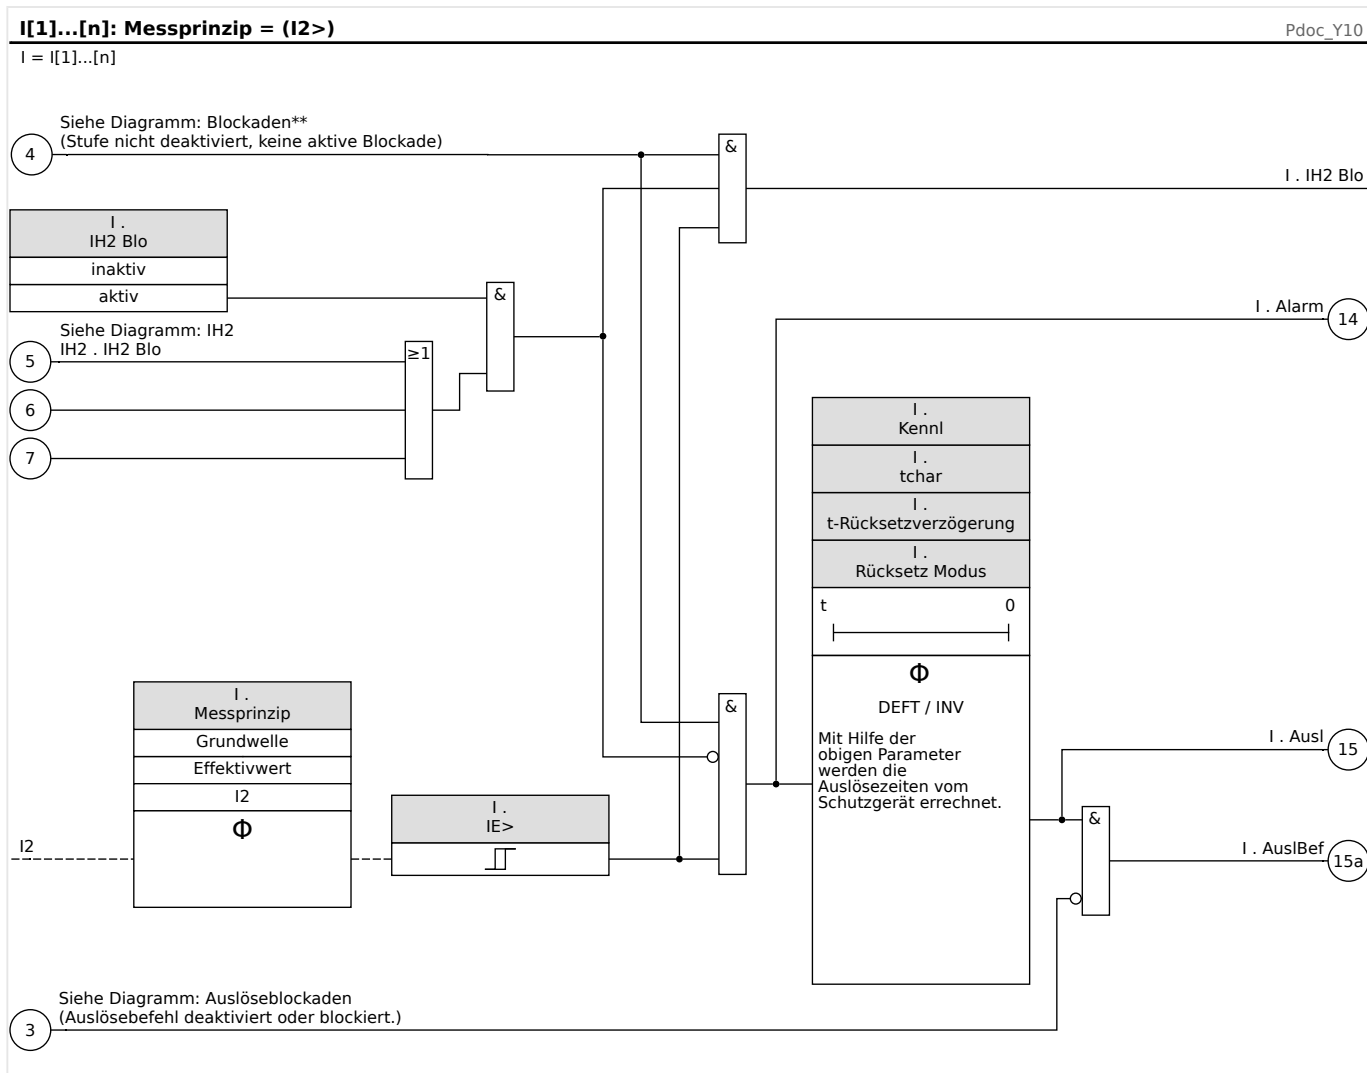 I[1]...[n]: Messprinzip = (I2>)
Pdoc_Y10
I = I[1]...[n]
Siehe Diagramm: Blockaden**
(Stufe nicht deaktiviert, keine aktive Blockade)
4
&
I . IH2 Blo
I .
IH2 Blo
inaktiv
aktiv
&
I . Alarm
14
Siehe Diagramm: IH2
IH2 . IH2 Blo
5
≥1
6
7
I .
Kennl
I .
tchar
I .
t-Rücksetzverzögerung
I .
Rücksetz Modus
t
0
Φ
DEFT / INV
Mit Hilfe der
obigen Parameter
werden die
Auslösezeiten vom
Schutzgerät errechnet.
I .
Messprinzip
Grundwelle
Effektivwert
I2
Φ
I2
I .
IE>
&
I . Ausl
15
&
I . AuslBef
15a
Siehe Diagramm: Auslöseblockaden
(Auslösebefehl deaktiviert oder blockiert.)
3